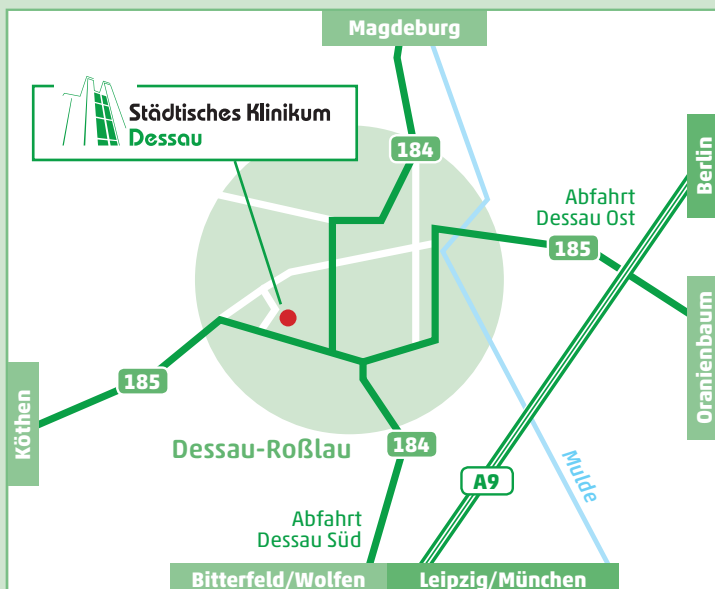 Magdeburg
Städtisches Klinikum
Dessau
184
Berlin
Abfahrt
Dessau Ost
185
Oranienbaum
185
Köthen
Dessau-Roßlau
184
A9
Mulde
Abfahrt
Dessau Süd
Bitterfeld/Wolfen
Leipzig/München